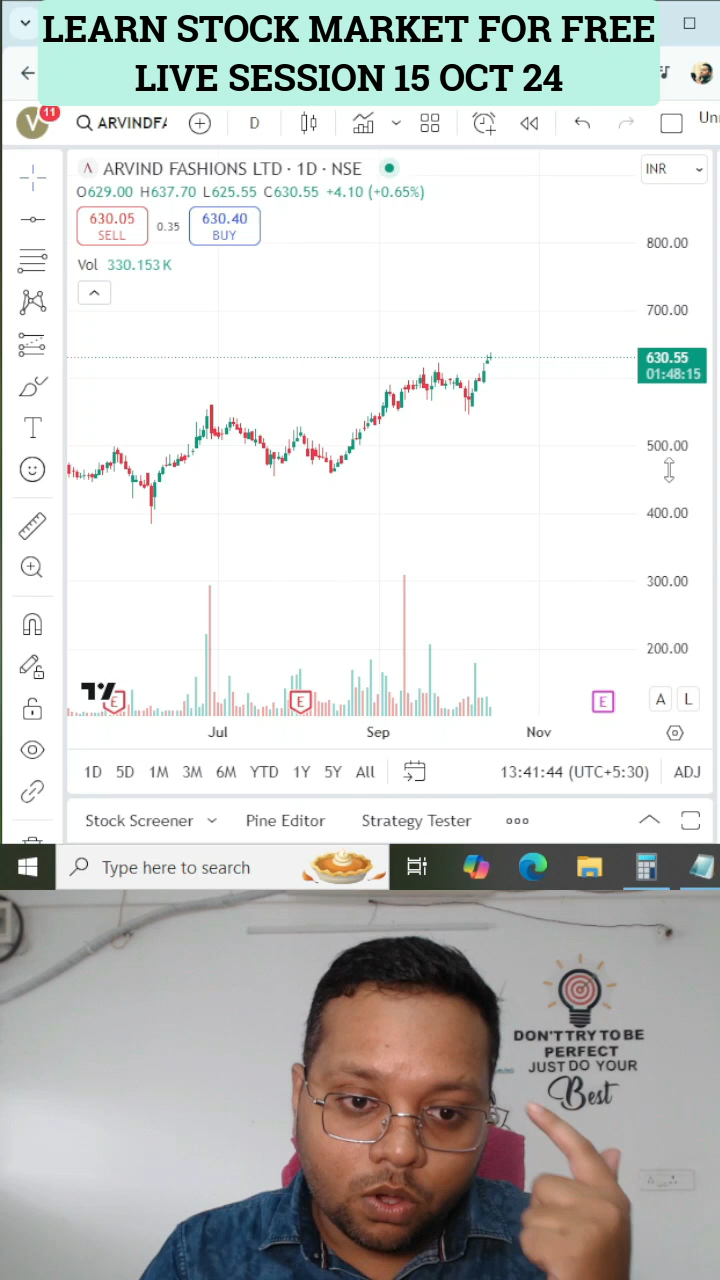 LEARN STOCK MARKET FOR FREE
LIVE SESSION 15 OCT 24
V
11
ARVINDFA
D
Un
Λ ARVIND FASHIONS LTD · 1D · NSE
INR
O629.00 H637.70 L625.55 C630.55 +4.10 (+0.65%)
630.05
SELL
0.35
630.40
BUY
Vol 330.153 K
800.00
700.00
630.55
01:48:15
500.00
400.00
300.00
200.00
E
E
E
A L
Jul Sep Nov
1D 5D 1M 3M 6M YTD 1Y 5Y All 13:41:44 (UTC+5:30) ADJ
Stock Screener Pine Editor Strategy Tester
Type here to search
DON'T TRY TO BE
PERFECT
JUST DO YOUR
Best